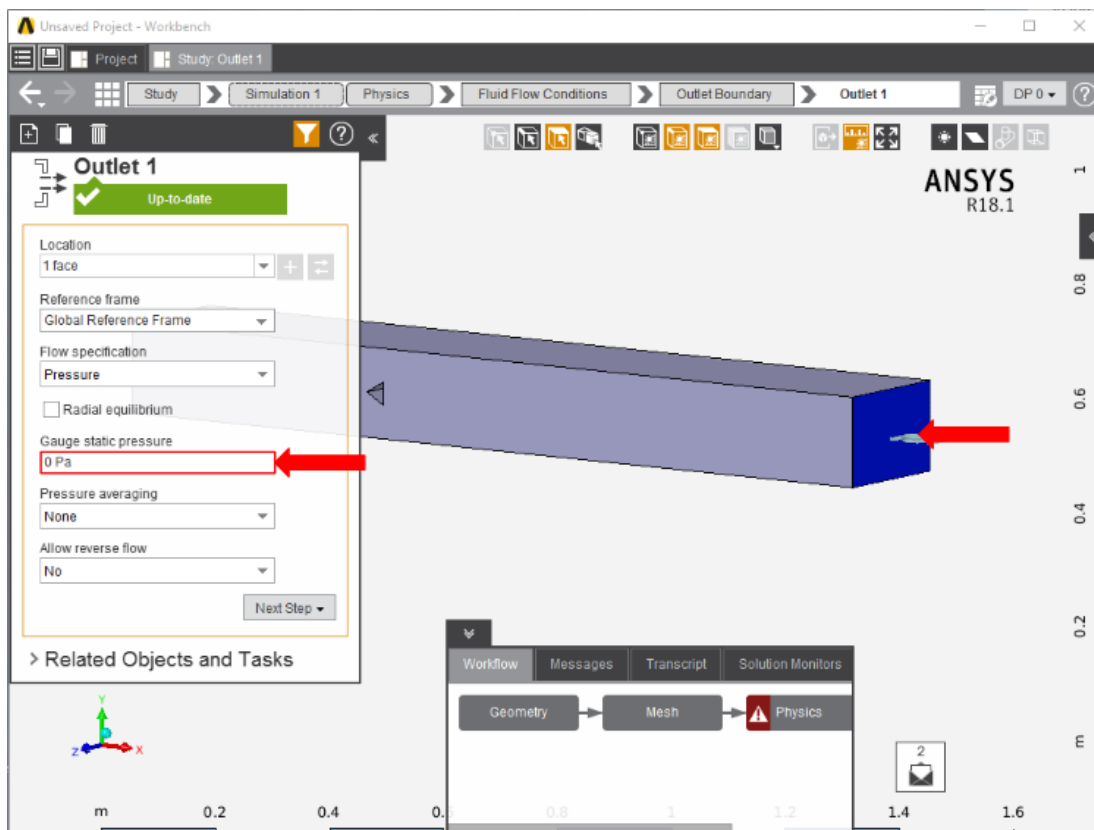 Unsaved Project - Workbench
Project
Study: Outlet 1
Study
Simulation 1
Physics
Fluid Flow Conditions
Outlet Boundary
Outlet 1
DP 0
?
?
«
Outlet 1
Up-to-date
Location
1 face
Reference frame
Global Reference Frame
Flow specification
Pressure
Radial equilibrium
Gauge static pressure
0 Pa
Pressure averaging
None
Allow reverse flow
No
Next Step
Related Objects and Tasks
ANSYS
R18.1
1
0.8
0.6
0.4
0.2
m
Workflow
Messages
Transcript
Solution Monitors
Geometry
Mesh
Physics
2
Y
Z
X
m
0.2
0.4
0.6
0.8
1
1.2
1.4
1.6